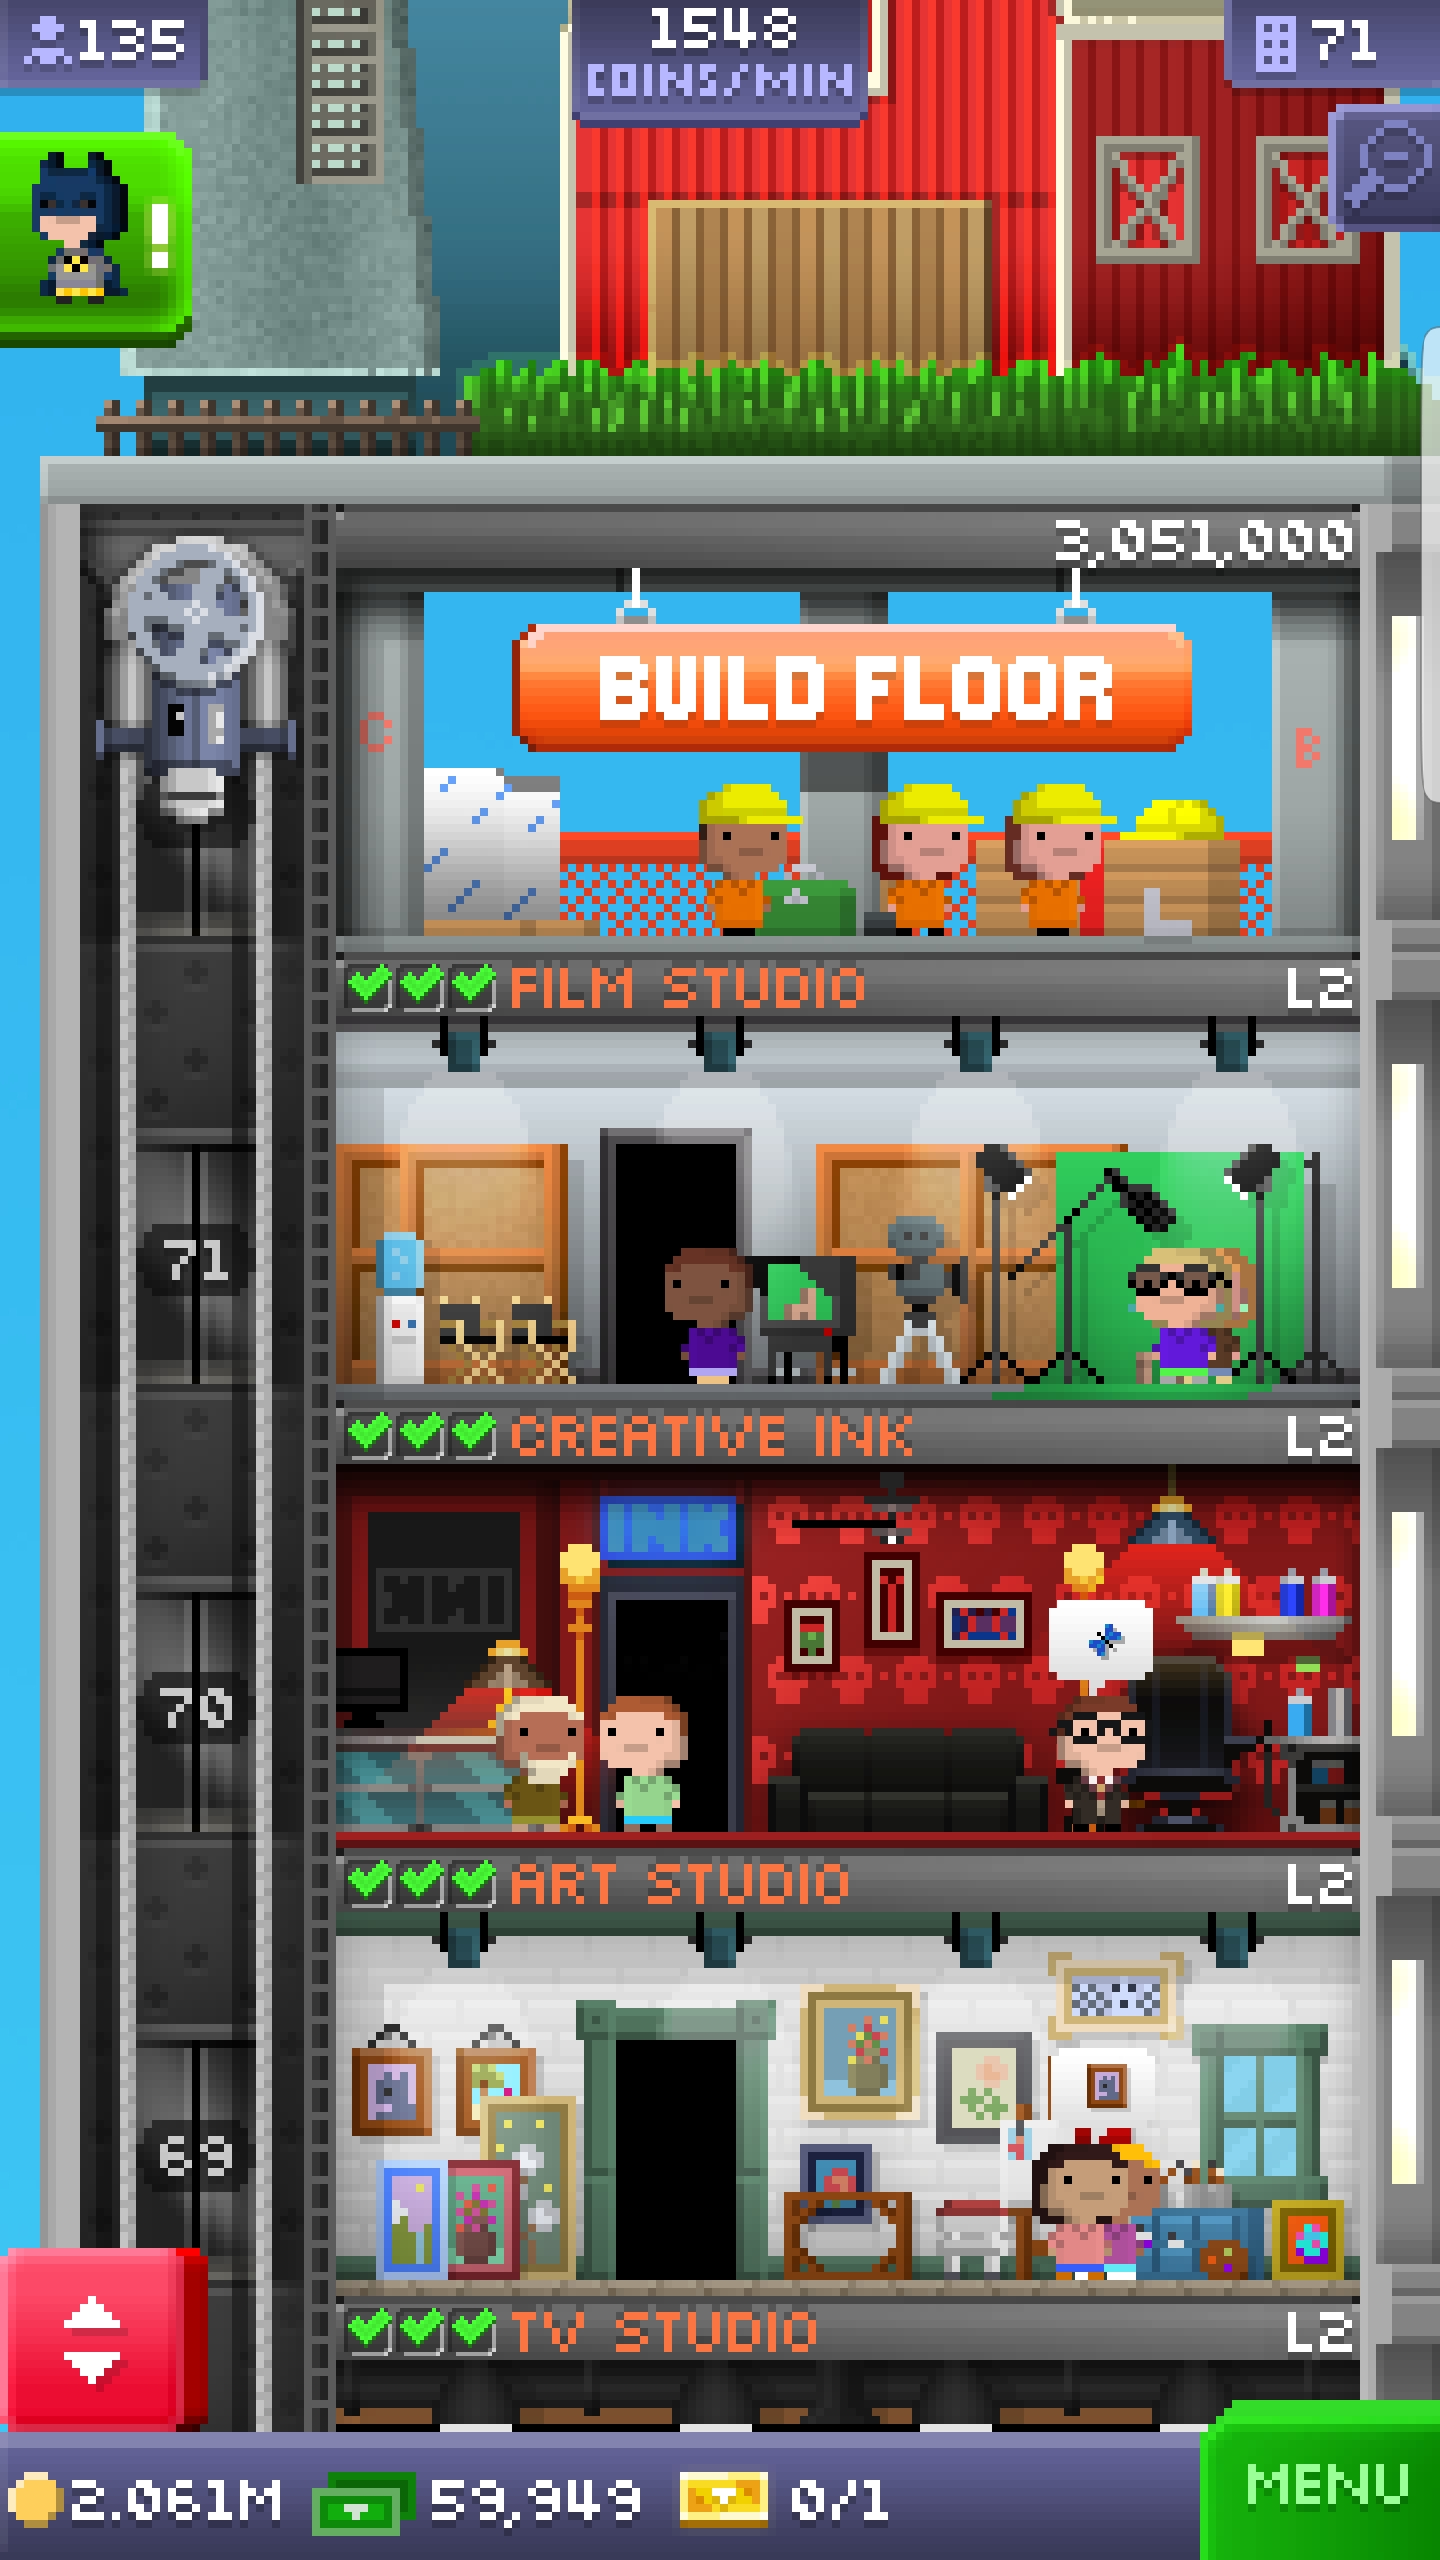 135
1548
COINS/MIN
71
!
3,051,000
BUILD FLOOR
C
B
FILM STUDIO L2
71
CREATIVE INK L2
INK
70
ART STUDIO L2
69
TV STUDIO L2
2.061M 59,949 0/1
MENU